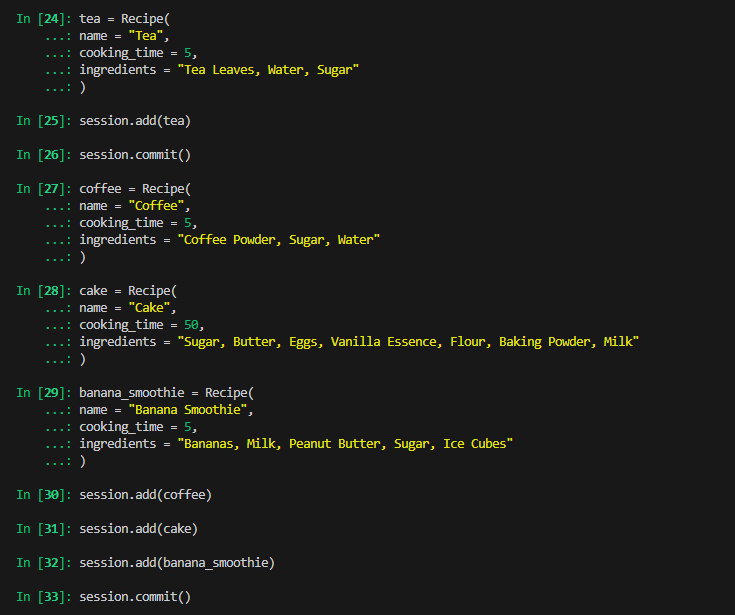 In [24]: tea = Recipe(
    ...: name = "Tea",
    ...: cooking_time = 5,
    ...: ingredients = "Tea Leaves, Water, Sugar"
    ...: )
In [25]: session.add(tea)
In [26]: session.commit()
In [27]: coffee = Recipe(
    ...: name = "Coffee",
    ...: cooking_time = 5,
    ...: ingredients = "Coffee Powder, Sugar, Water"
    ...: )
In [28]: cake = Recipe(
    ...: name = "Cake",
    ...: cooking_time = 50,
    ...: ingredients = "Sugar, Butter, Eggs, Vanilla Essence, Flour, Baking Powder, Milk"
    ...: )
In [29]: banana_smoothie = Recipe(
    ...: name = "Banana Smoothie",
    ...: cooking_time = 5,
    ...: ingredients = "Bananas, Milk, Peanut Butter, Sugar, Ice Cubes"
    ...: )
In [30]: session.add(coffee)
In [31]: session.add(cake)
In [32]: session.add(banana_smoothie)
In [33]: session.commit()